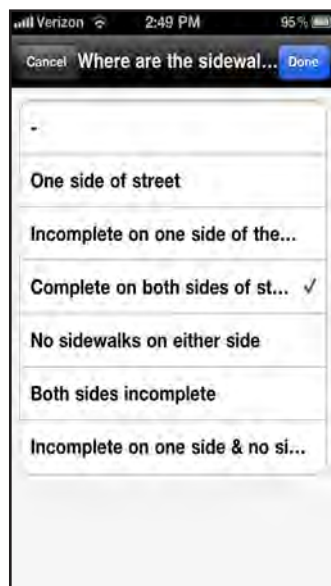 Verizon 2:49 PM 95%
Cancel Where are the sidewal... Done
-
One side of street
Incomplete on one side of the...
Complete on both sides of st... ✓
No sidewalks on either side
Both sides incomplete
Incomplete on one side & no si...